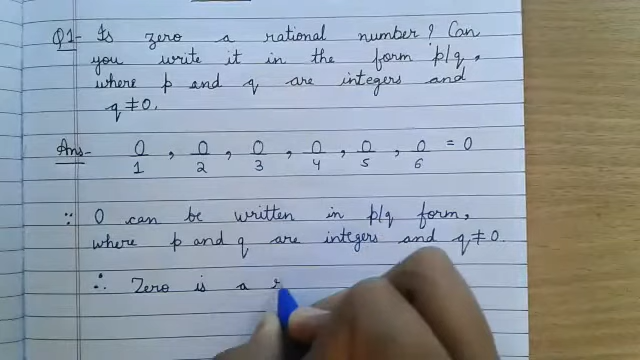 Q1- Is zero a rational number? Can
you write it in the form p/q,
where p and q are integers and
q ≠ 0.
Ans- 0/1, 0/2, 0/3, 0/4, 0/5, 0/6 = 0
∵ 0 can be written in p/q form,
where p and q are integers and q ≠ 0.
∴ Zero is a r